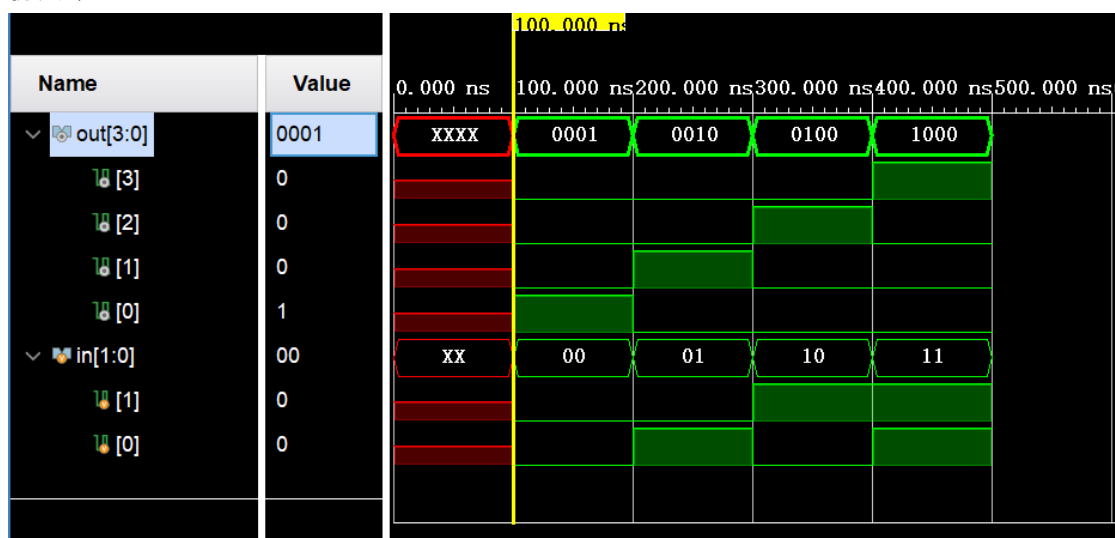 100.000 ns
Name Value 0.000 ns 100.000 ns 200.000 ns 300.000 ns 400.000 ns 500.000 ns
out[3:0] 0001 XXXX 0001 0010 0100 1000
[3] 0
[2] 0
[1] 0
[0] 1
in[1:0] 00 XX 00 01 10 11
[1] 0
[0] 0